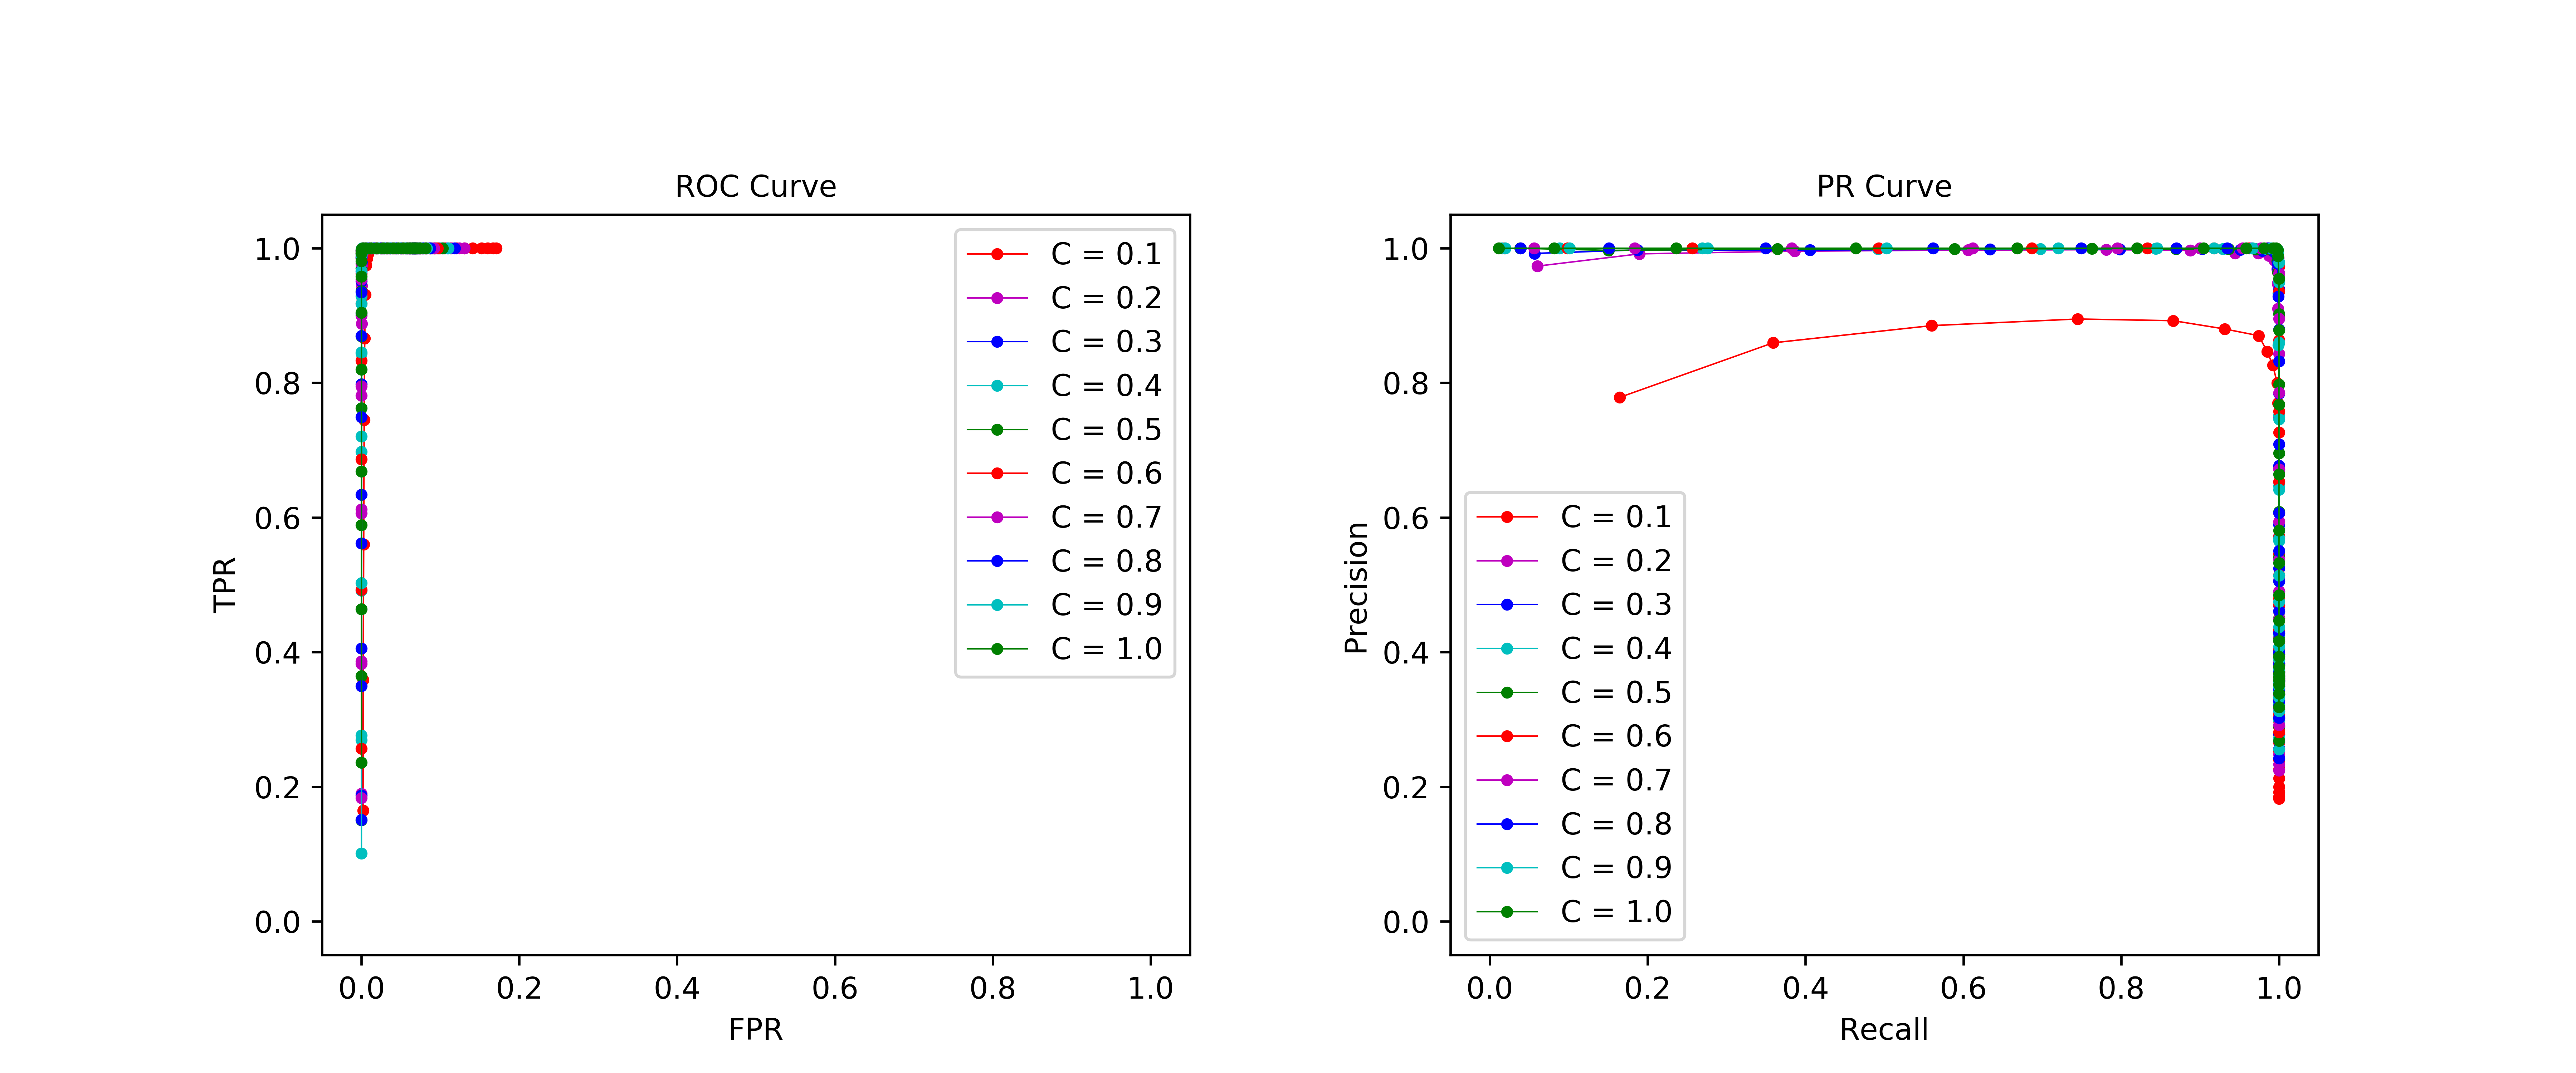 ROC Curve
1.0
0.8
0.6
0.4
0.2
0.0
TPR
0.0 0.2 0.4 0.6 0.8 1.0
FPR
C = 0.1
C = 0.2
C = 0.3
C = 0.4
C = 0.5
C = 0.6
C = 0.7
C = 0.8
C = 0.9
C = 1.0
PR Curve
1.0
0.8
0.6
0.4
0.2
0.0
Precision
0.0 0.2 0.4 0.6 0.8 1.0
Recall
C = 0.1
C = 0.2
C = 0.3
C = 0.4
C = 0.5
C = 0.6
C = 0.7
C = 0.8
C = 0.9
C = 1.0